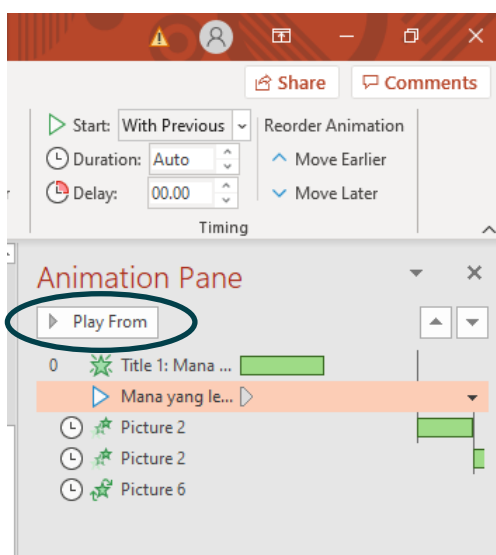 Share Comments
Start: With Previous Reorder Animation
Duration: Auto Move Earlier
Delay: 00.00 Move Later
Timing
Animation Pane
Play From
0 Title 1: Mana ...
Mana yang le...
Picture 2
Picture 2
Picture 6